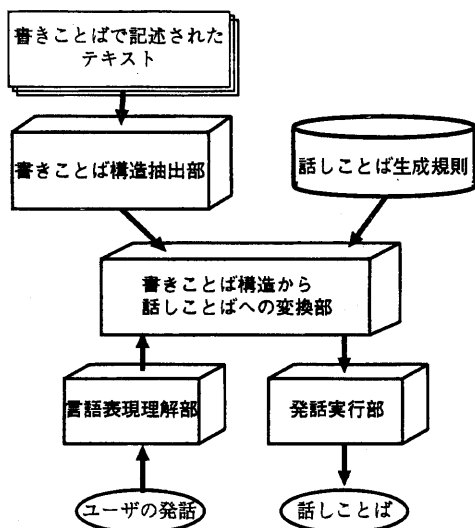 書きことばで記述された
テキスト
書きことば構造抽出部
話しことば生成規則
書きことば構造から
話しことばへの変換部
言語表現理解部
発話実行部
ユーザの発話
話しことば